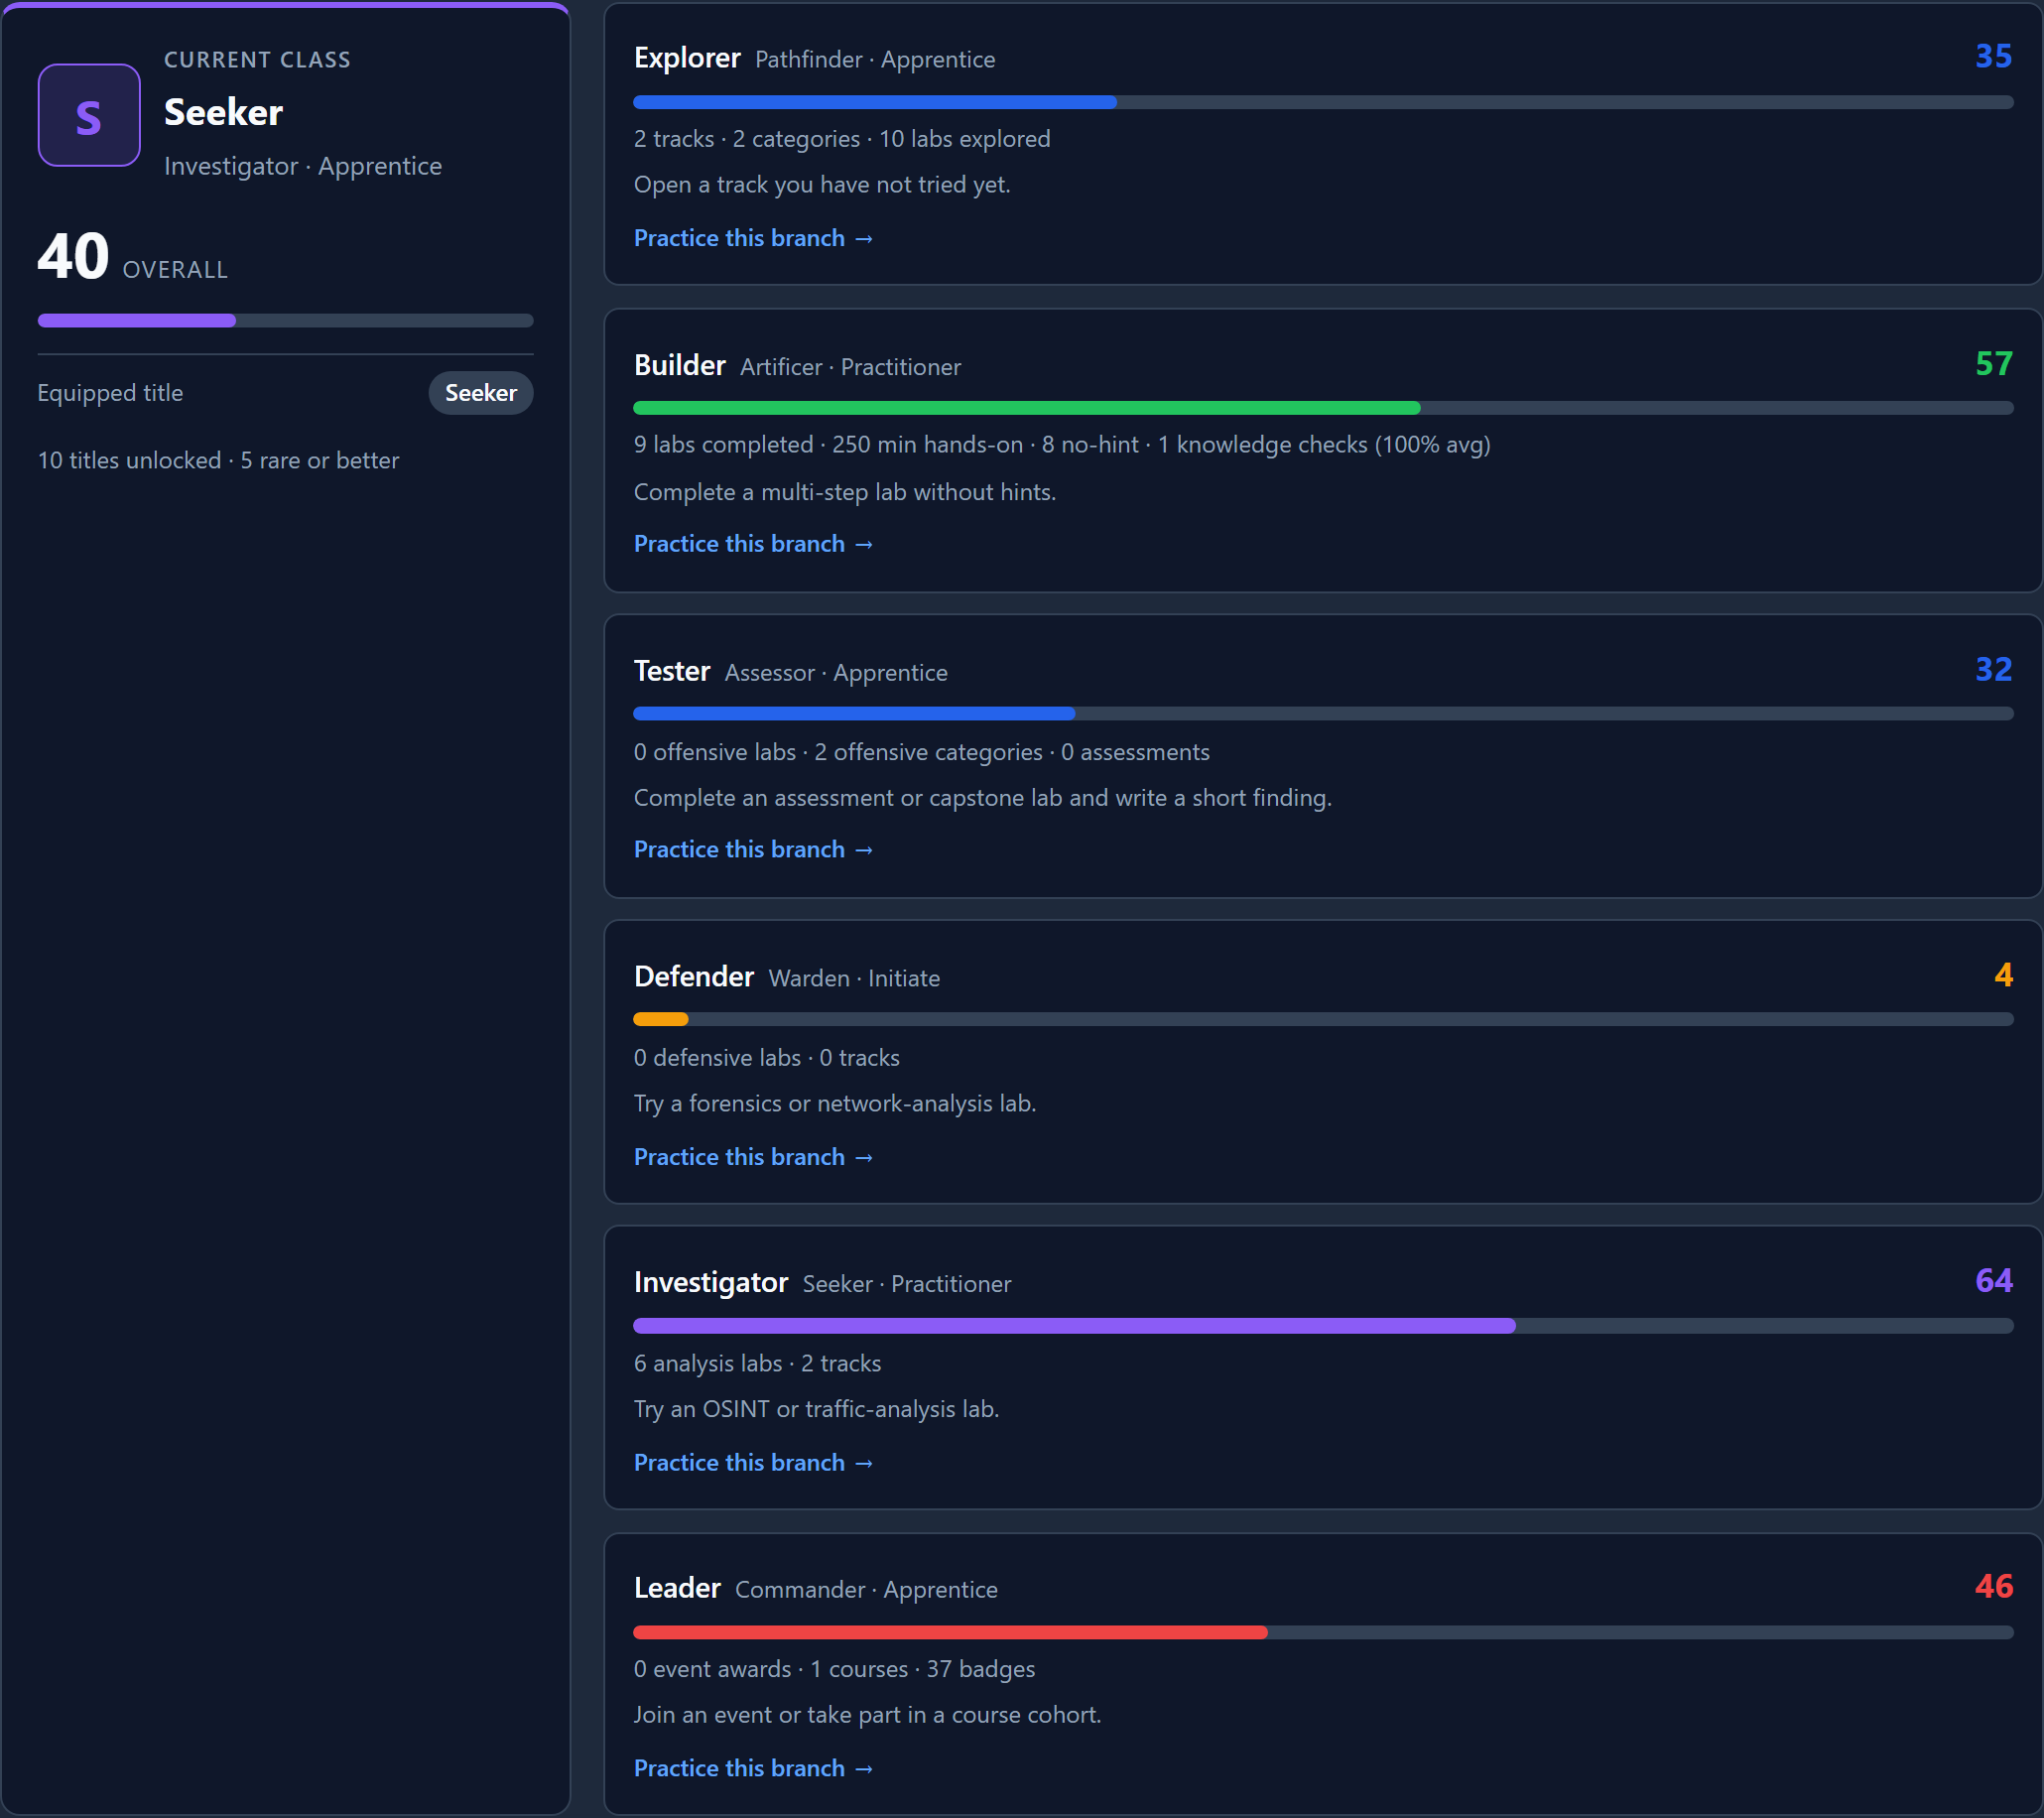 CURRENT CLASS
S
Seeker
Investigator · Apprentice
40 OVERALL
Equipped title Seeker
10 titles unlocked · 5 rare or better
Explorer Pathfinder · Apprentice 35
2 tracks · 2 categories · 10 labs explored
Open a track you have not tried yet.
Practice this branch →
Builder Artificer · Practitioner 57
9 labs completed · 250 min hands-on · 8 no-hint · 1 knowledge checks (100% avg)
Complete a multi-step lab without hints.
Practice this branch →
Tester Assessor · Apprentice 32
0 offensive labs · 2 offensive categories · 0 assessments
Complete an assessment or capstone lab and write a short finding.
Practice this branch →
Defender Warden · Initiate 4
0 defensive labs · 0 tracks
Try a forensics or network-analysis lab.
Practice this branch →
Investigator Seeker · Practitioner 64
6 analysis labs · 2 tracks
Try an OSINT or traffic-analysis lab.
Practice this branch →
Leader Commander · Apprentice 46
0 event awards · 1 courses · 37 badges
Join an event or take part in a course cohort.
Practice this branch →